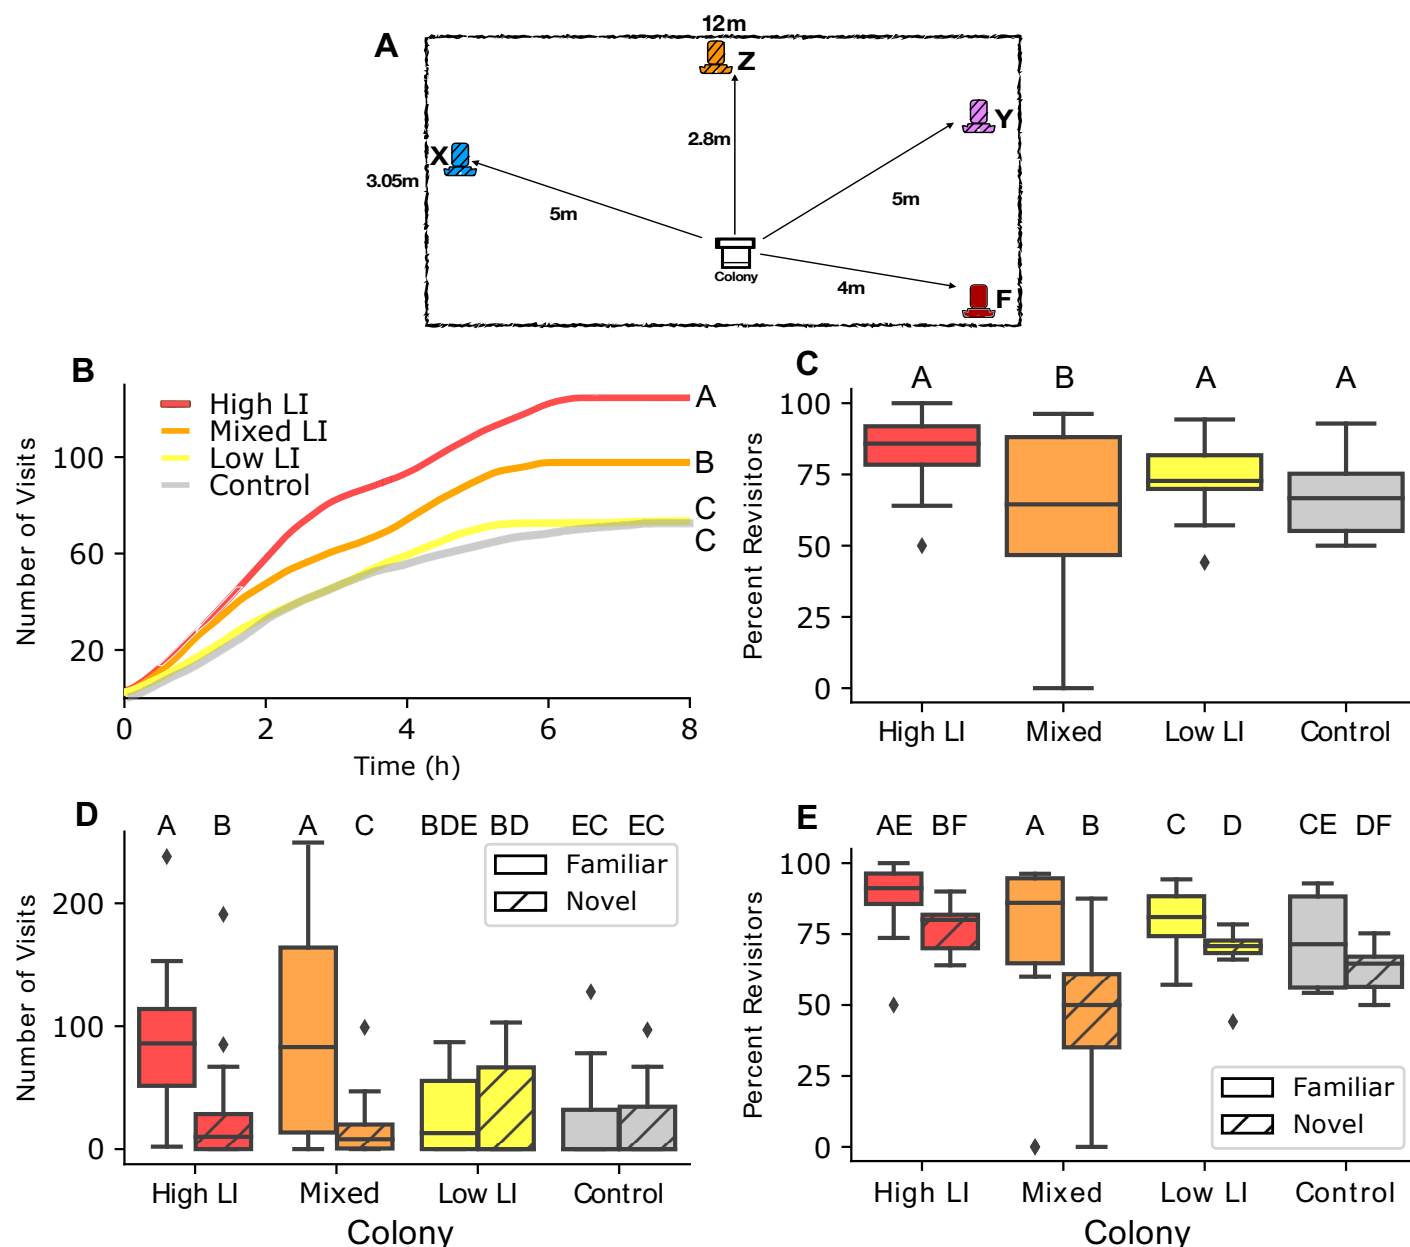 A
12m
Z
Y
2.8m
X
3.05m
5m
5m
Colony
4m
F
B
High LI
Mixed LI
Low LI
Control
A
B
C
C
Number of Visits
100
60
20
0 2 4 6 8
Time (h)
C
A B A A
Percent Revisitors
100
75
50
25
0
High LI Mixed Low LI Control
D
A B A C BDE BD EC EC
Familiar
Novel
Number of Visits
200
100
0
High LI Mixed Low LI Control
Colony
E
AE BF A B C D CE DF
Percent Revisitors
100
75
50
25
0
Familiar
Novel
High LI Mixed Low LI Control
Colony